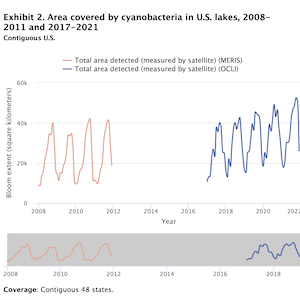 Exhibit 2. Area covered by cyanobacteria in U.S. lakes, 2008-
2011 and 2017-2021
Contiguous U.S.
Total area detected (measured by satellite) (MERIS)
Total area detected (measured by satellite) (OCLI)
Bloom extent (square kilometers)
60k
40k
20k
0
2008
2010
2012
2014
2016
2018
2020
2022
Year
2008
2010
2012
2014
2016
2018
2020
Coverage: Contiguous 48 states.